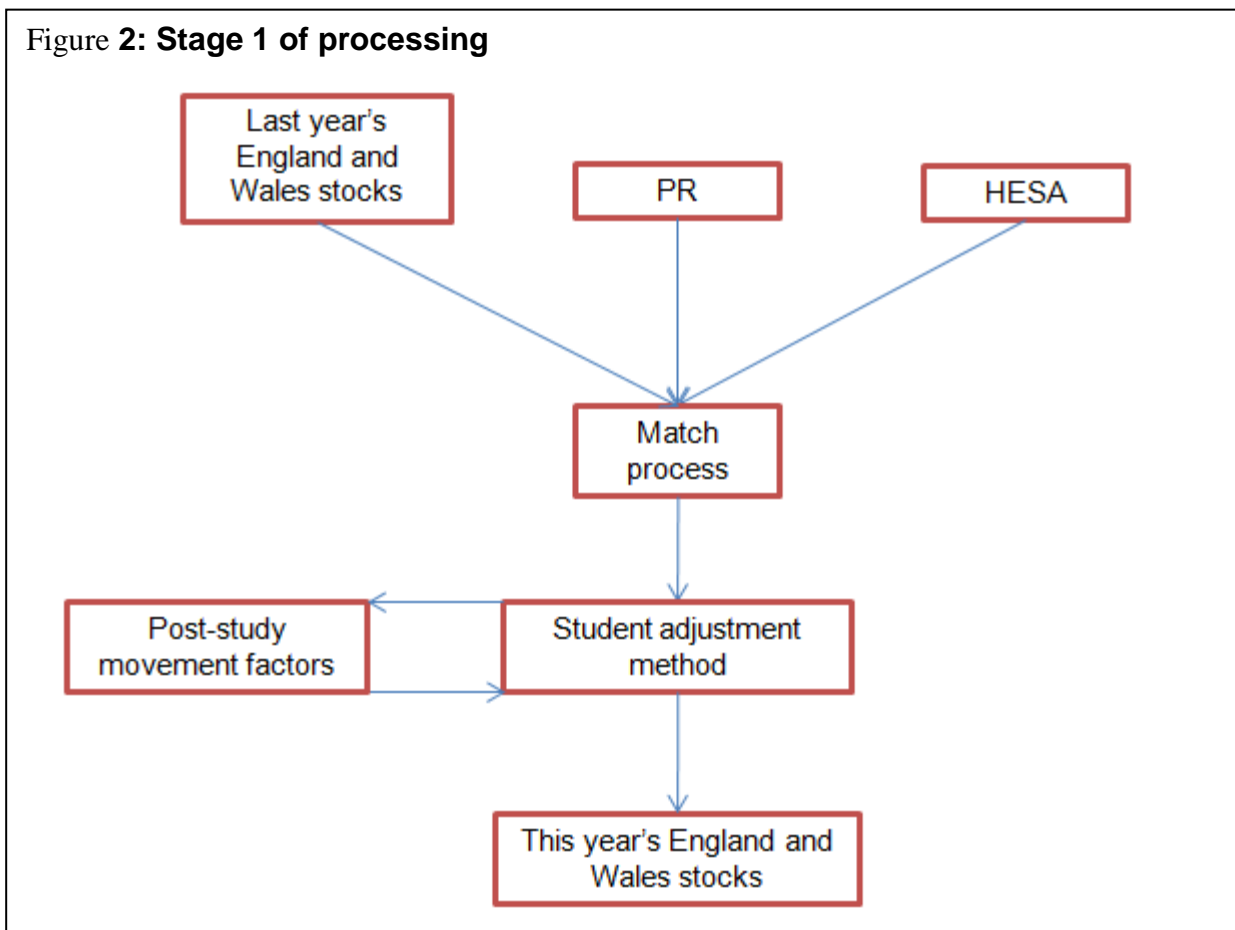 Figure 2: Stage 1 of processing
Last year’s
England and
Wales stocks
PR
HESA
Match
process
Post-study
movement factors
Student adjustment
method
This year’s England and
Wales stocks